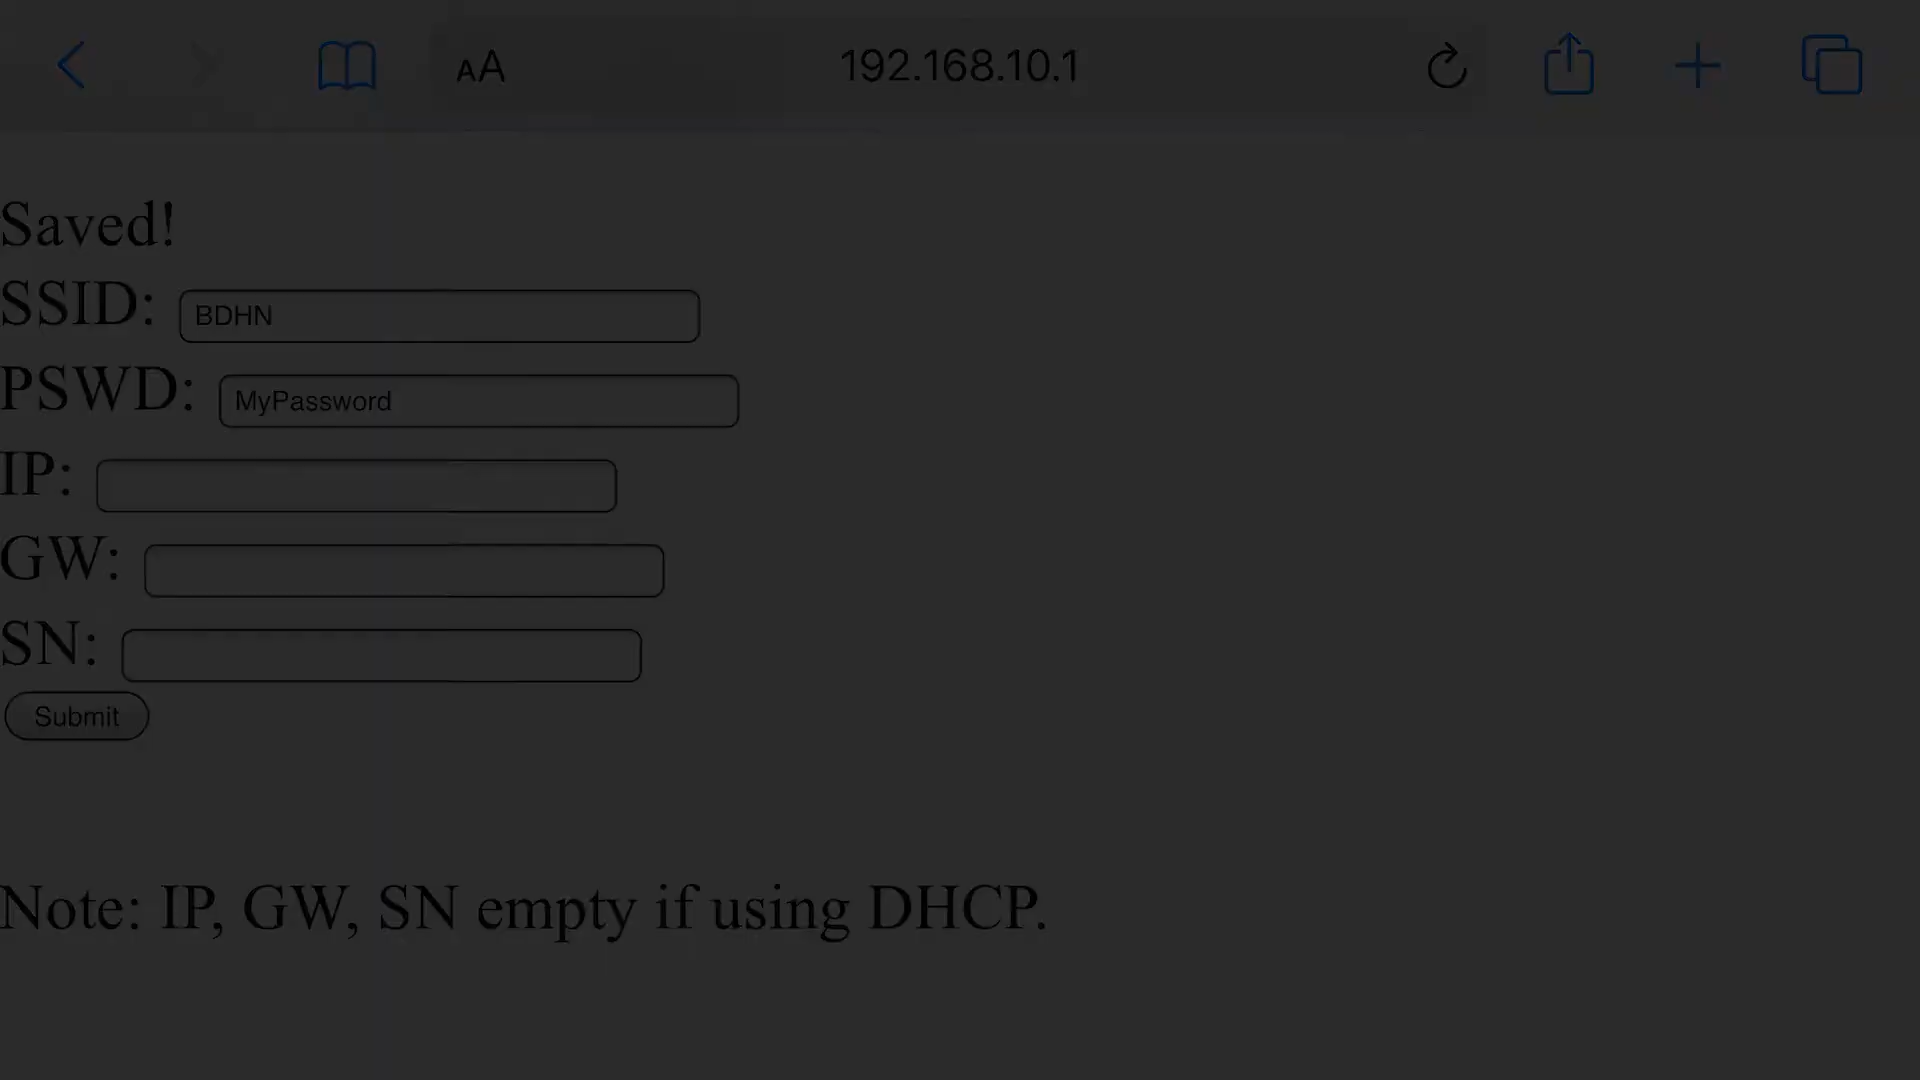 AA 192.168.10.1
Saved!
SSID: BDHN
PSWD: MyPassword
IP:
GW:
SN:
Submit
Note: IP, GW, SN empty if using DHCP.